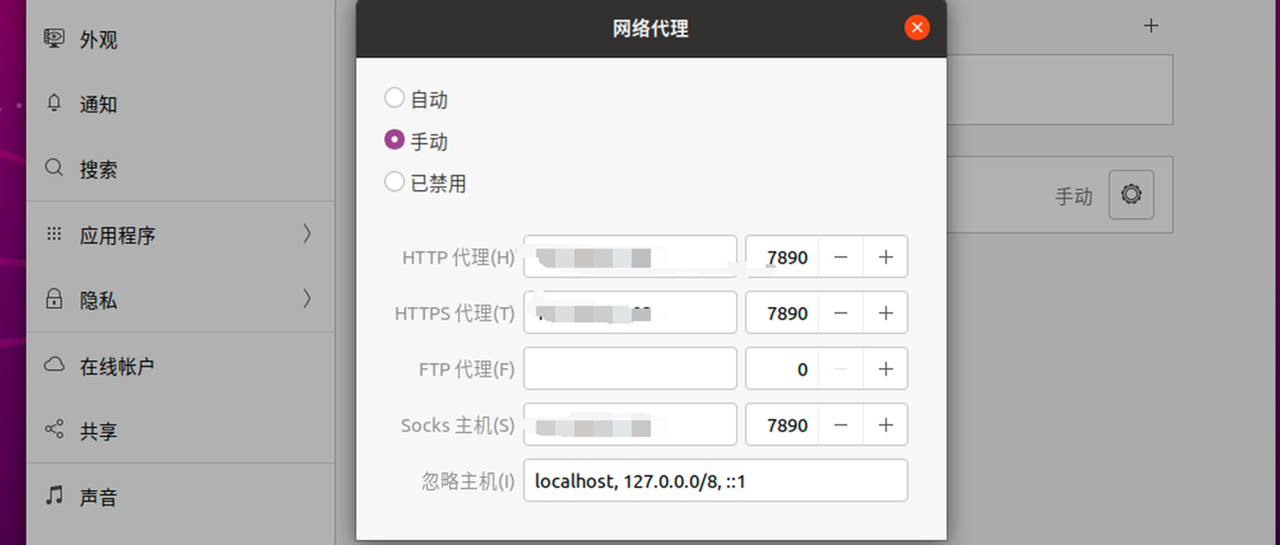 网络代理
外观
通知
搜索
应用程序
隐私
在线帐户
共享
声音
自动
手动
已禁用
HTTP 代理(H) 7890
HTTPS 代理(T) 7890
FTP 代理(F) 0
Socks 主机(S) 7890
忽略主机(I) localhost, 127.0.0.0/8, ::1
手动